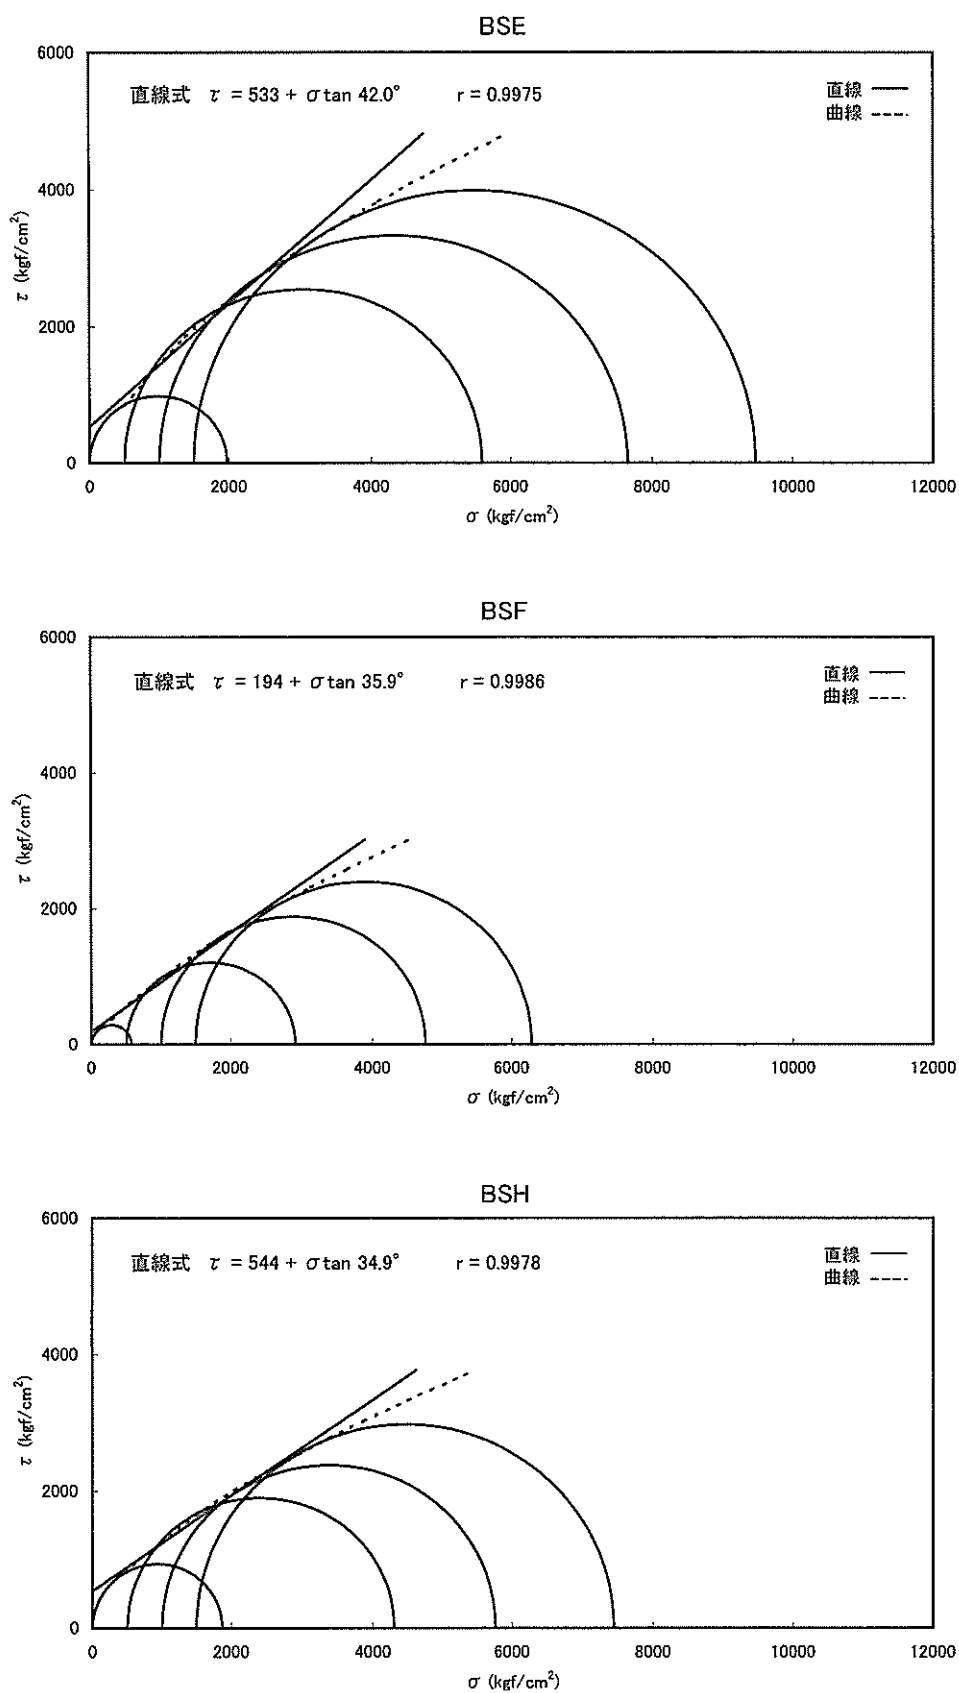 BSE
6000
直線式 τ = 533 + σ tan 42.0° r = 0.9975
直線
曲線
4000
τ (kgf/cm²)
2000
0
0 2000 4000 6000 8000 10000 12000
σ (kgf/cm²)
BSF
6000
直線式 τ = 194 + σ tan 35.9° r = 0.9986
直線
曲線
4000
τ (kgf/cm²)
2000
0
0 2000 4000 6000 8000 10000 12000
σ (kgf/cm²)
BSH
6000
直線式 τ = 544 + σ tan 34.9° r = 0.9978
直線
曲線
4000
τ (kgf/cm²)
2000
0
0 2000 4000 6000 8000 10000 12000
σ (kgf/cm²)